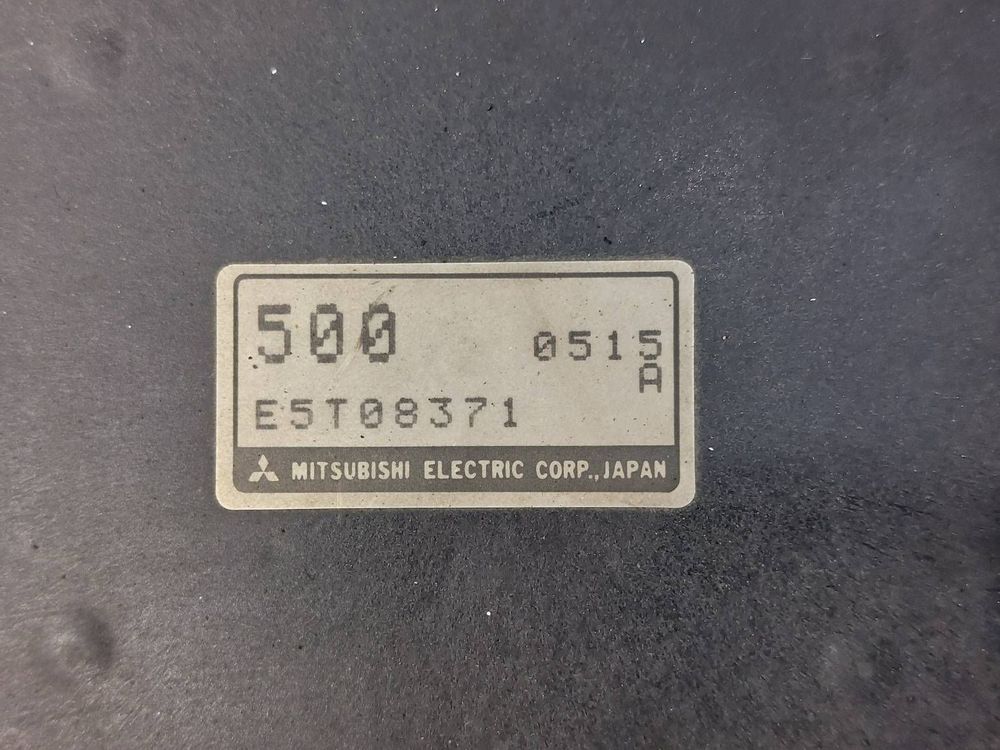 500
0515
A
E5T08371
MITSUBISHI ELECTRIC CORP., JAPAN